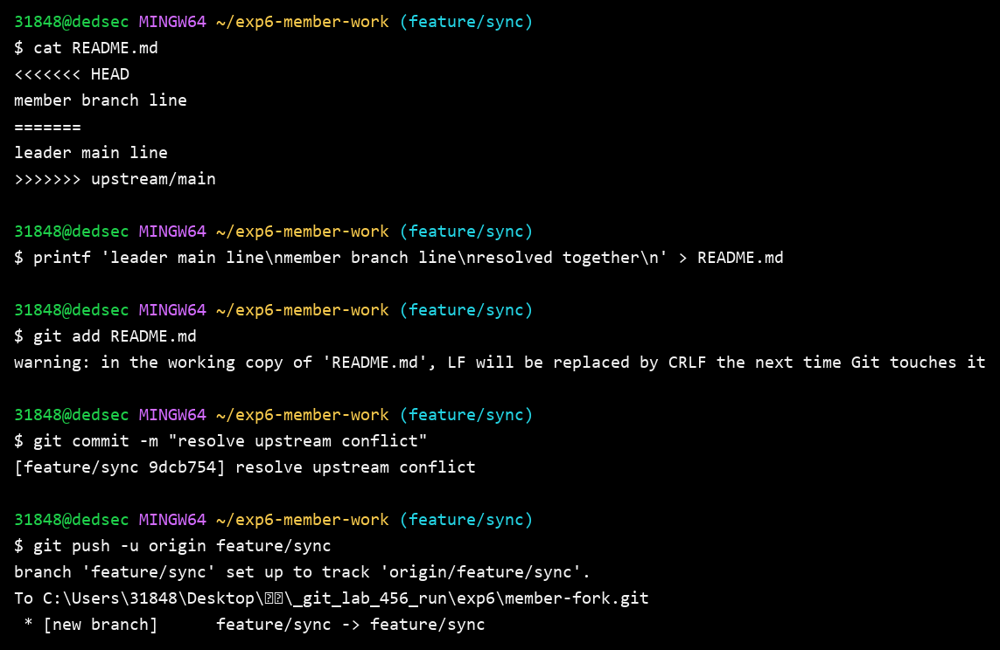 31848@dedsec MINGW64 ~/exp6-member-work (feature/sync)
$ cat README.md
<<<<<<< HEAD
member branch line
=======
leader main line
>>>>>>> upstream/main

31848@dedsec MINGW64 ~/exp6-member-work (feature/sync)
$ printf 'leader main line\nmember branch line\nresolved together\n' > README.md

31848@dedsec MINGW64 ~/exp6-member-work (feature/sync)
$ git add README.md
warning: in the working copy of 'README.md', LF will be replaced by CRLF the next time Git touches it

31848@dedsec MINGW64 ~/exp6-member-work (feature/sync)
$ git commit -m "resolve upstream conflict"
[feature/sync 9dcb754] resolve upstream conflict

31848@dedsec MINGW64 ~/exp6-member-work (feature/sync)
$ git push -u origin feature/sync
branch 'feature/sync' set up to track 'origin/feature/sync'.
To C:\Users\31848\Desktop\\_git_lab_456_run\exp6\member-fork.git
 * [new branch]      feature/sync -> feature/sync